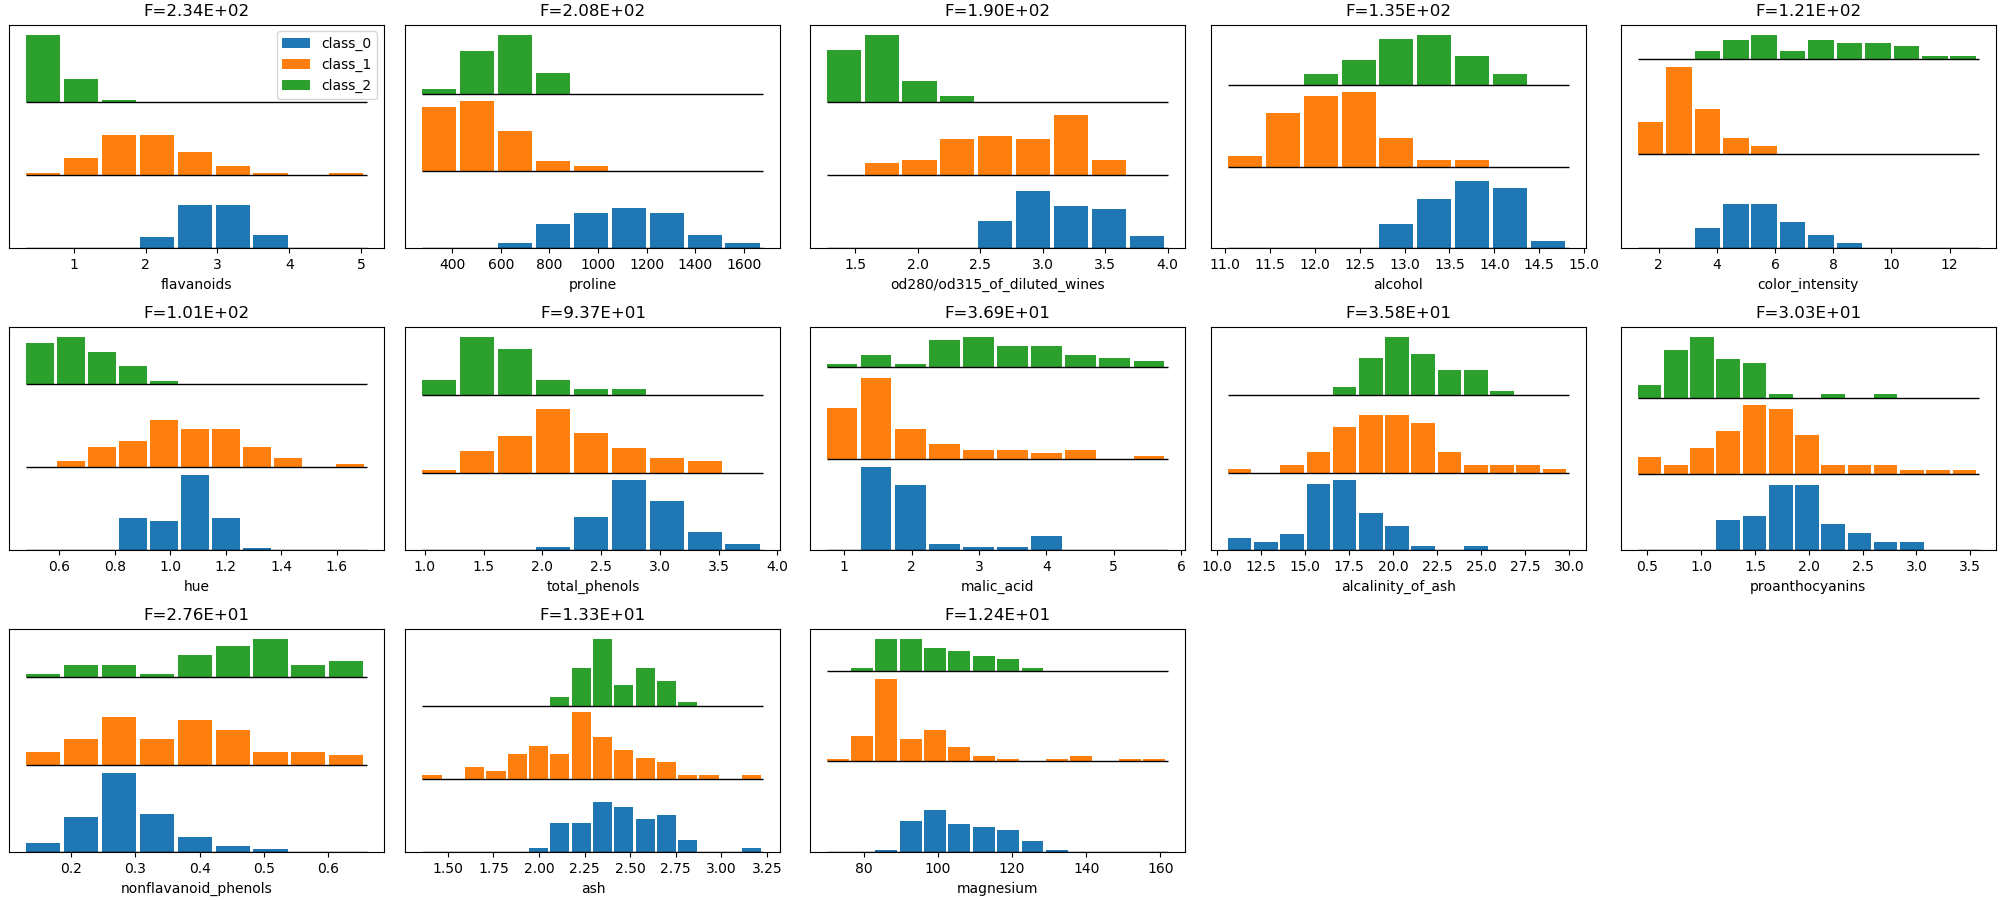 F=2.34E+02 F=2.08E+02 F=1.90E+02 F=1.35E+02 F=1.21E+02
class_0
class_1
class_2
1 2 3 4 5
flavanoids
400 600 800 1000 1200 1400 1600
proline
1.5 2.0 2.5 3.0 3.5 4.0
od280/od315_of_diluted_wines
11.0 11.5 12.0 12.5 13.0 13.5 14.0 14.5 15.0
alcohol
2 4 6 8 10 12
color_intensity
F=1.01E+02 F=9.37E+01 F=3.69E+01 F=3.58E+01 F=3.03E+01
0.6 0.8 1.0 1.2 1.4 1.6
hue
1.0 1.5 2.0 2.5 3.0 3.5 4.0
total_phenols
1 2 3 4 5 6
malic_acid
10.0 12.5 15.0 17.5 20.0 22.5 25.0 27.5 30.0
alcalinity_of_ash
0.5 1.0 1.5 2.0 2.5 3.0 3.5
proanthocyanins
F=2.76E+01 F=1.33E+01 F=1.24E+01
0.2 0.3 0.4 0.5 0.6
nonflavanoid_phenols
1.50 1.75 2.00 2.25 2.50 2.75 3.00 3.25
ash
80 100 120 140 160
magnesium